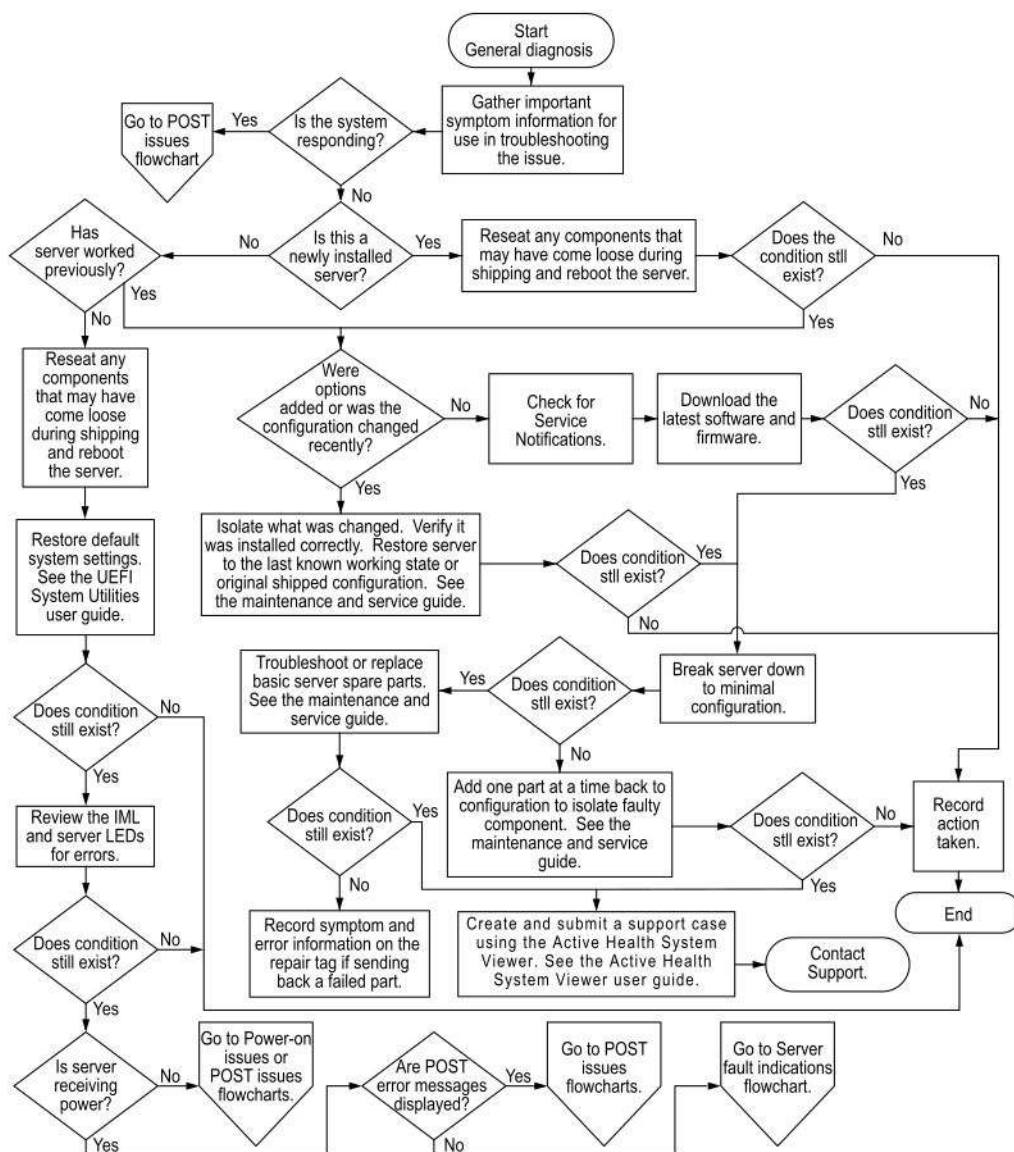 Start
General diagnosis
Gather important
symptom information for
use in troubleshooting
the issue.
Is the system
responding?
Yes
Go to POST
issues
flowchart
No
Has
server worked
previously?
No
Is this a
newly installed
server?
Yes
Reseat any components that
may have come loose during
shipping and reboot the server.
Does the
condition stll
exist?
No
Yes
Yes
No
Reseat any
components
that may have
come loose
during shipping
and reboot
the server.
Were
options
added or was the
configuration changed
recently?
No
Check for
Service
Notifications.
Download the
latest software and
firmware.
Does condition
stll exist?
No
Yes
Yes
Isolate what was changed. Verify it
was installed correctly. Restore server
to the last known working state or
original shipped configuration. See
the maintenance and service guide.
Does condition
stll exist?
Yes
No
Restore default
system settings.
See the UEFI
System Utilities
user guide.
Troubleshoot or replace
basic server spare parts.
See the maintenance and
service guide.
Yes
Does condition
stll exist?
Break server down
to minimal
configuration.
No
Does condition
still exist?
No
Yes
Add one part at a time back to
configuration to isolate faulty
component. See the
maintenance and service
guide.
Does condition
stll exist?
No
Yes
Record
action
taken.
Does condition
still exist?
Yes
No
Review the IML
and server LEDs
for errors.
End
Record symptom and
error information on the
repair tag if sending
back a failed part.
Create and submit a support case
using the Active Health System
Viewer. See the Active Health
System Viewer user guide.
Contact
Support.
Does condition
still exist?
No
Yes
Is server
receiving
power?
No
Go to Power-on
issues or
POST issues
flowcharts.
Yes
Are POST
error messages
displayed?
Yes
Go to POST
issues
flowcharts.
No
Go to Server
fault indications
flowchart.